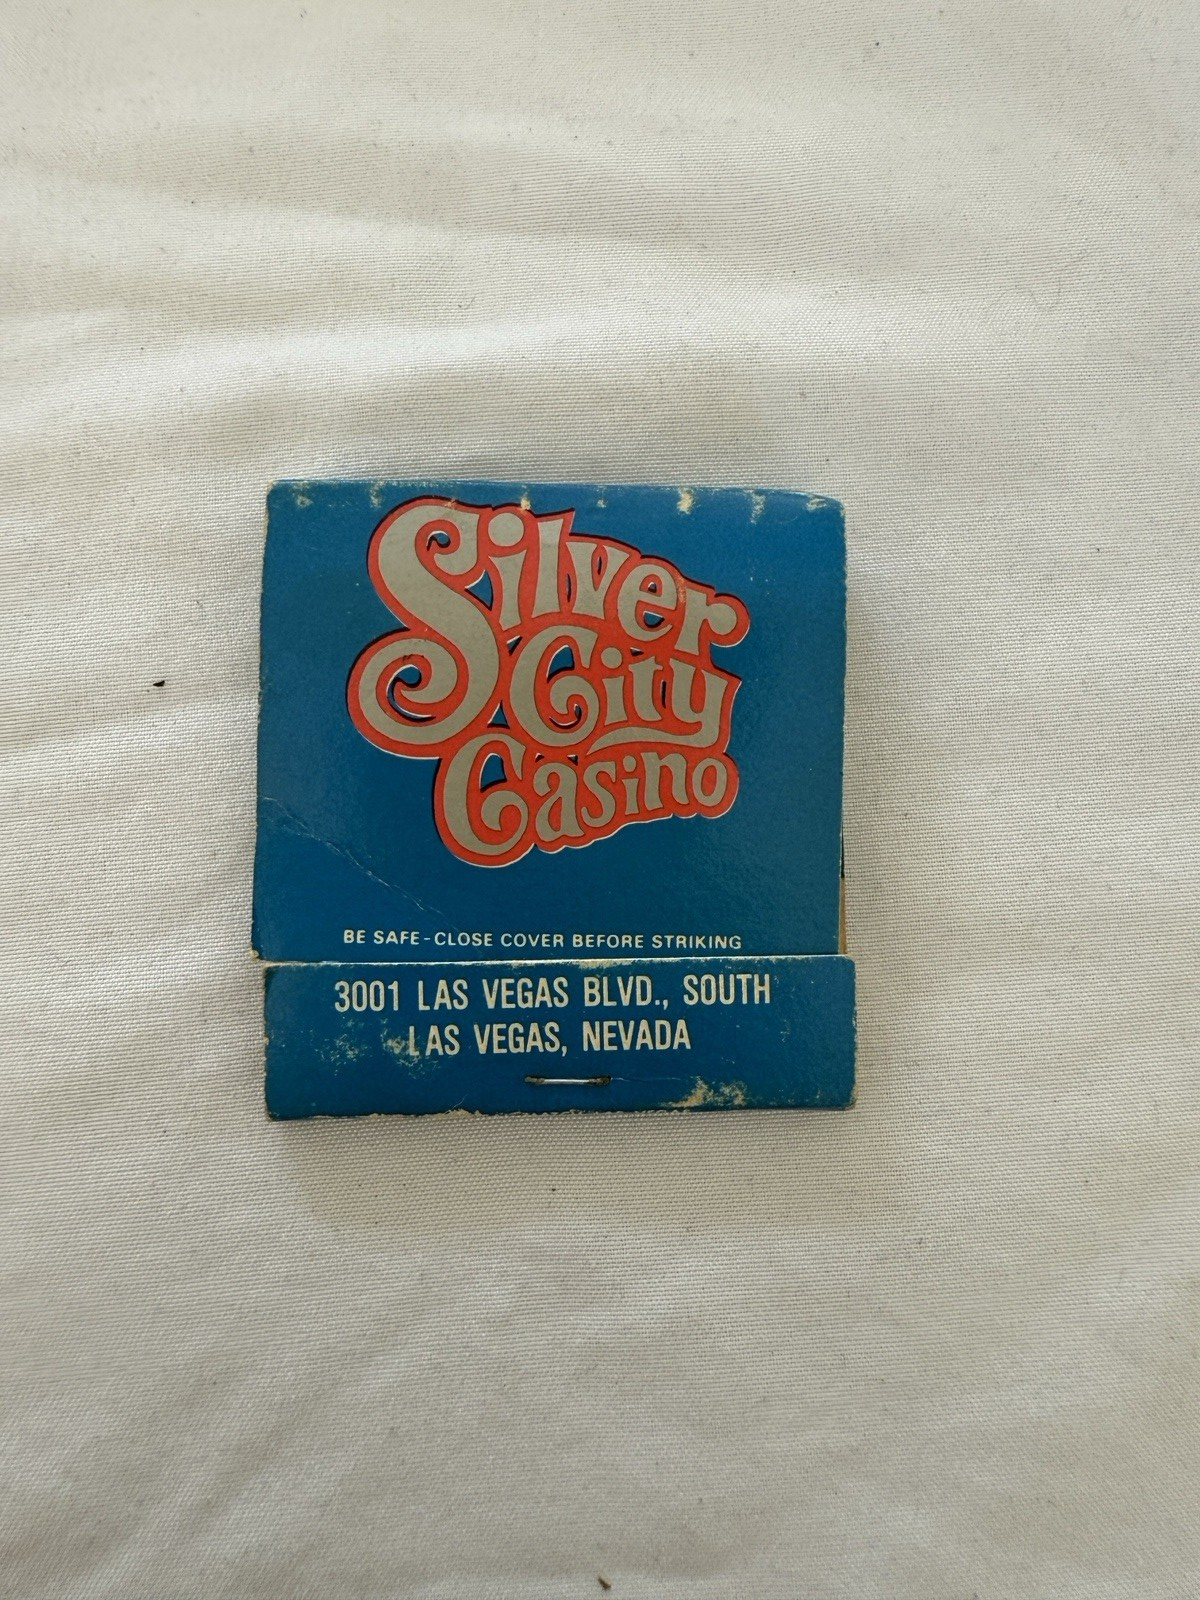 Silver
City
Casino
BE SAFE-CLOSE COVER BEFORE STRIKING
3001 LAS VEGAS BLVD., SOUTH
LAS VEGAS, NEVADA